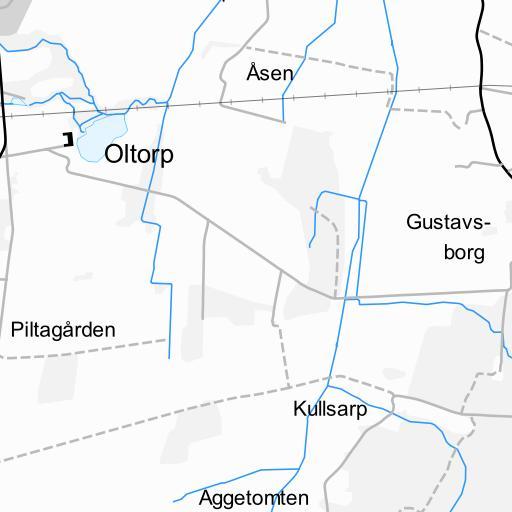 Åsen
Oltorp
Gustavs-
borg
Piltagården
Kullsarp
Aggetomten